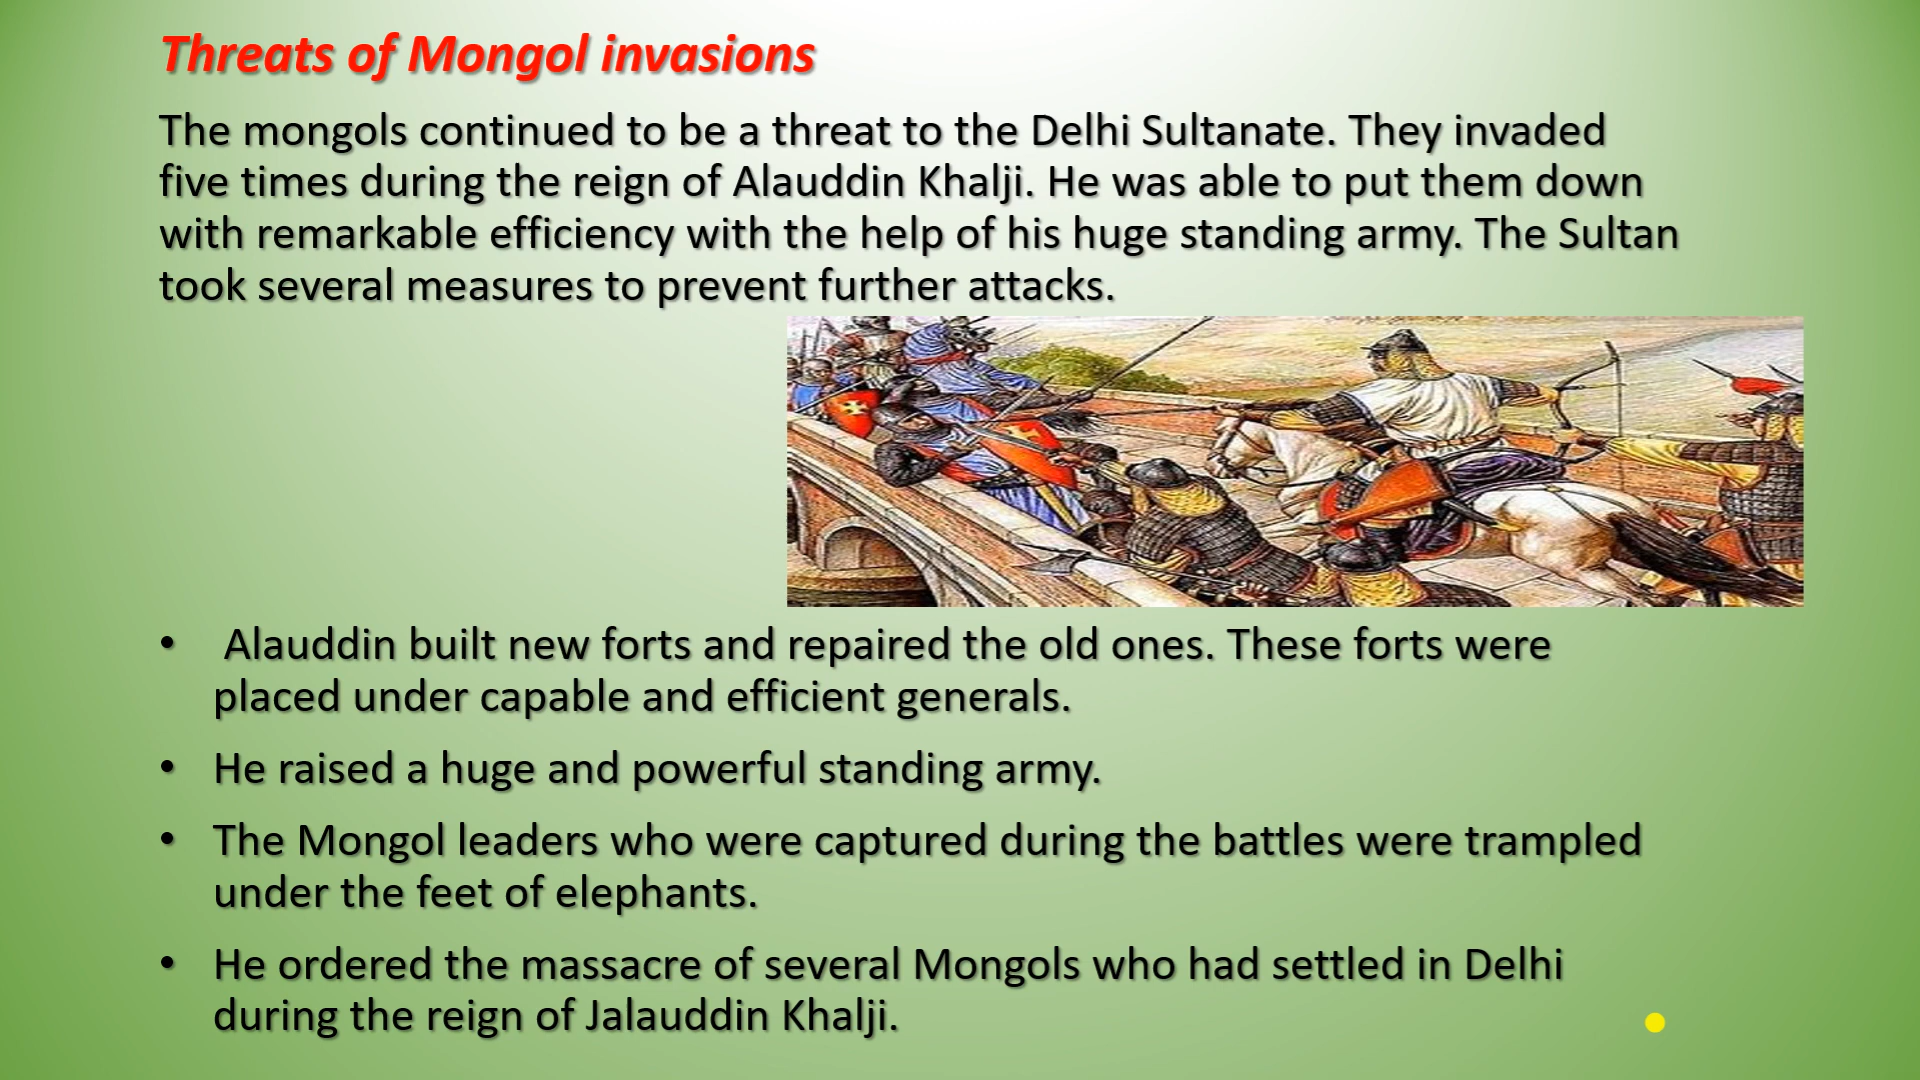 Threats of Mongol invasions
The mongols continued to be a threat to the Delhi Sultanate. They invaded
five times during the reign of Alauddin Khalji. He was able to put them down
with remarkable efficiency with the help of his huge standing army. The Sultan
took several measures to prevent further attacks.
• Alauddin built new forts and repaired the old ones. These forts were
placed under capable and efficient generals.
• He raised a huge and powerful standing army.
• The Mongol leaders who were captured during the battles were trampled
under the feet of elephants.
• He ordered the massacre of several Mongols who had settled in Delhi
during the reign of Jalauddin Khalji.